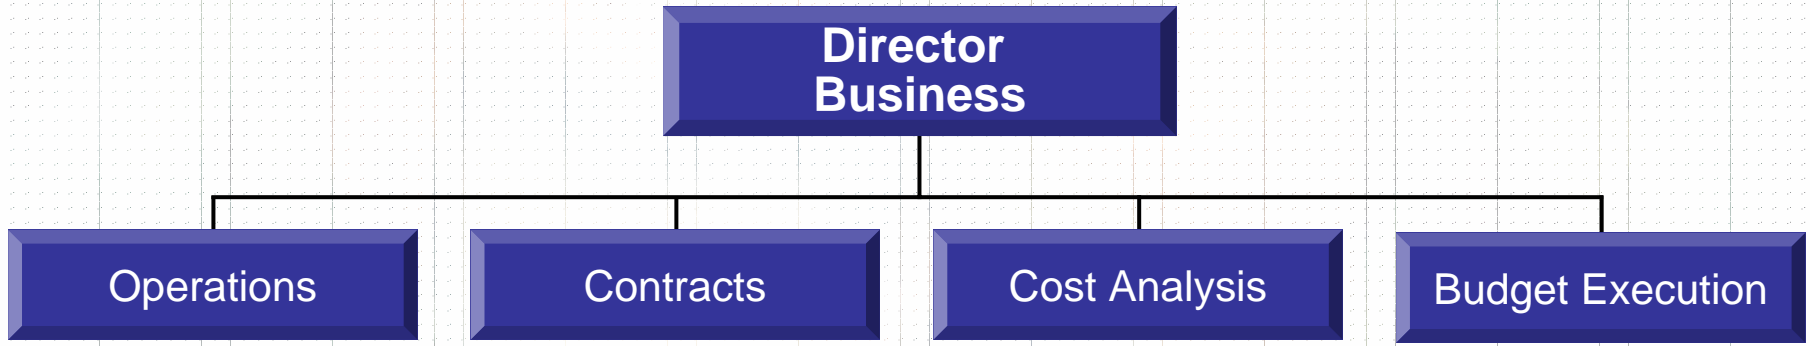 Director
Business
Operations
Contracts
Cost Analysis
Budget Execution